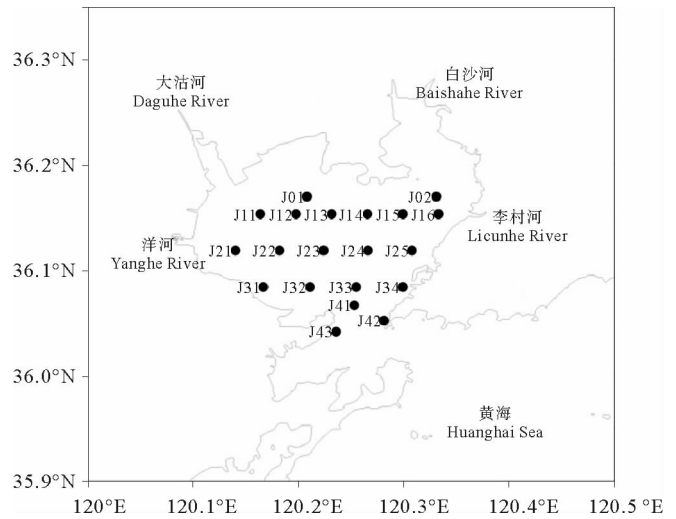 36.3°N
大沽河
Daguhe River
白沙河
Baishahe River
36.2°N
J01
J02
J11 J12 J13 J14 J15 J16
李村河
Licunhe River
洋河
Yanghe River
J21 J22 J23 J24 J25
36.1°N
J31 J32 J33 J34
J41
J42
J43
36.0°N
黄海
Huanghai Sea
35.9°N
120°E 120.1°E 120.2°E 120.3°E 120.4°E 120.5°E